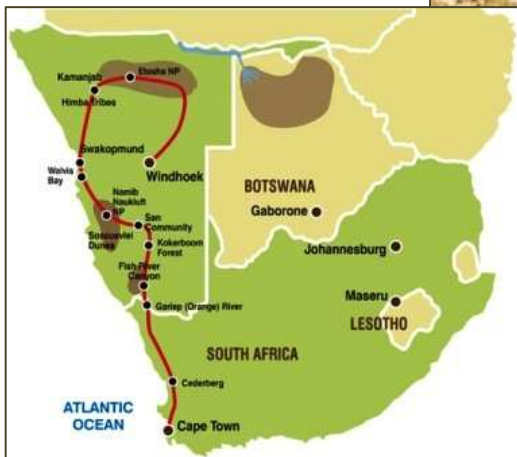 Etosha NP
Kamanjab
Himba Tribes
Swakopmund
Walvis
Bay
Windhoek
Namib
Naukluft
NP
Sossusvlei
Dunes
San
Community
Kokerboom
Forest
Fish River
Canyon
Gariep (Orange) River
BOTSWANA
Gaborone
Johannesburg
Maseru
LESOTHO
SOUTH AFRICA
Cederberg
ATLANTIC
OCEAN
Cape Town